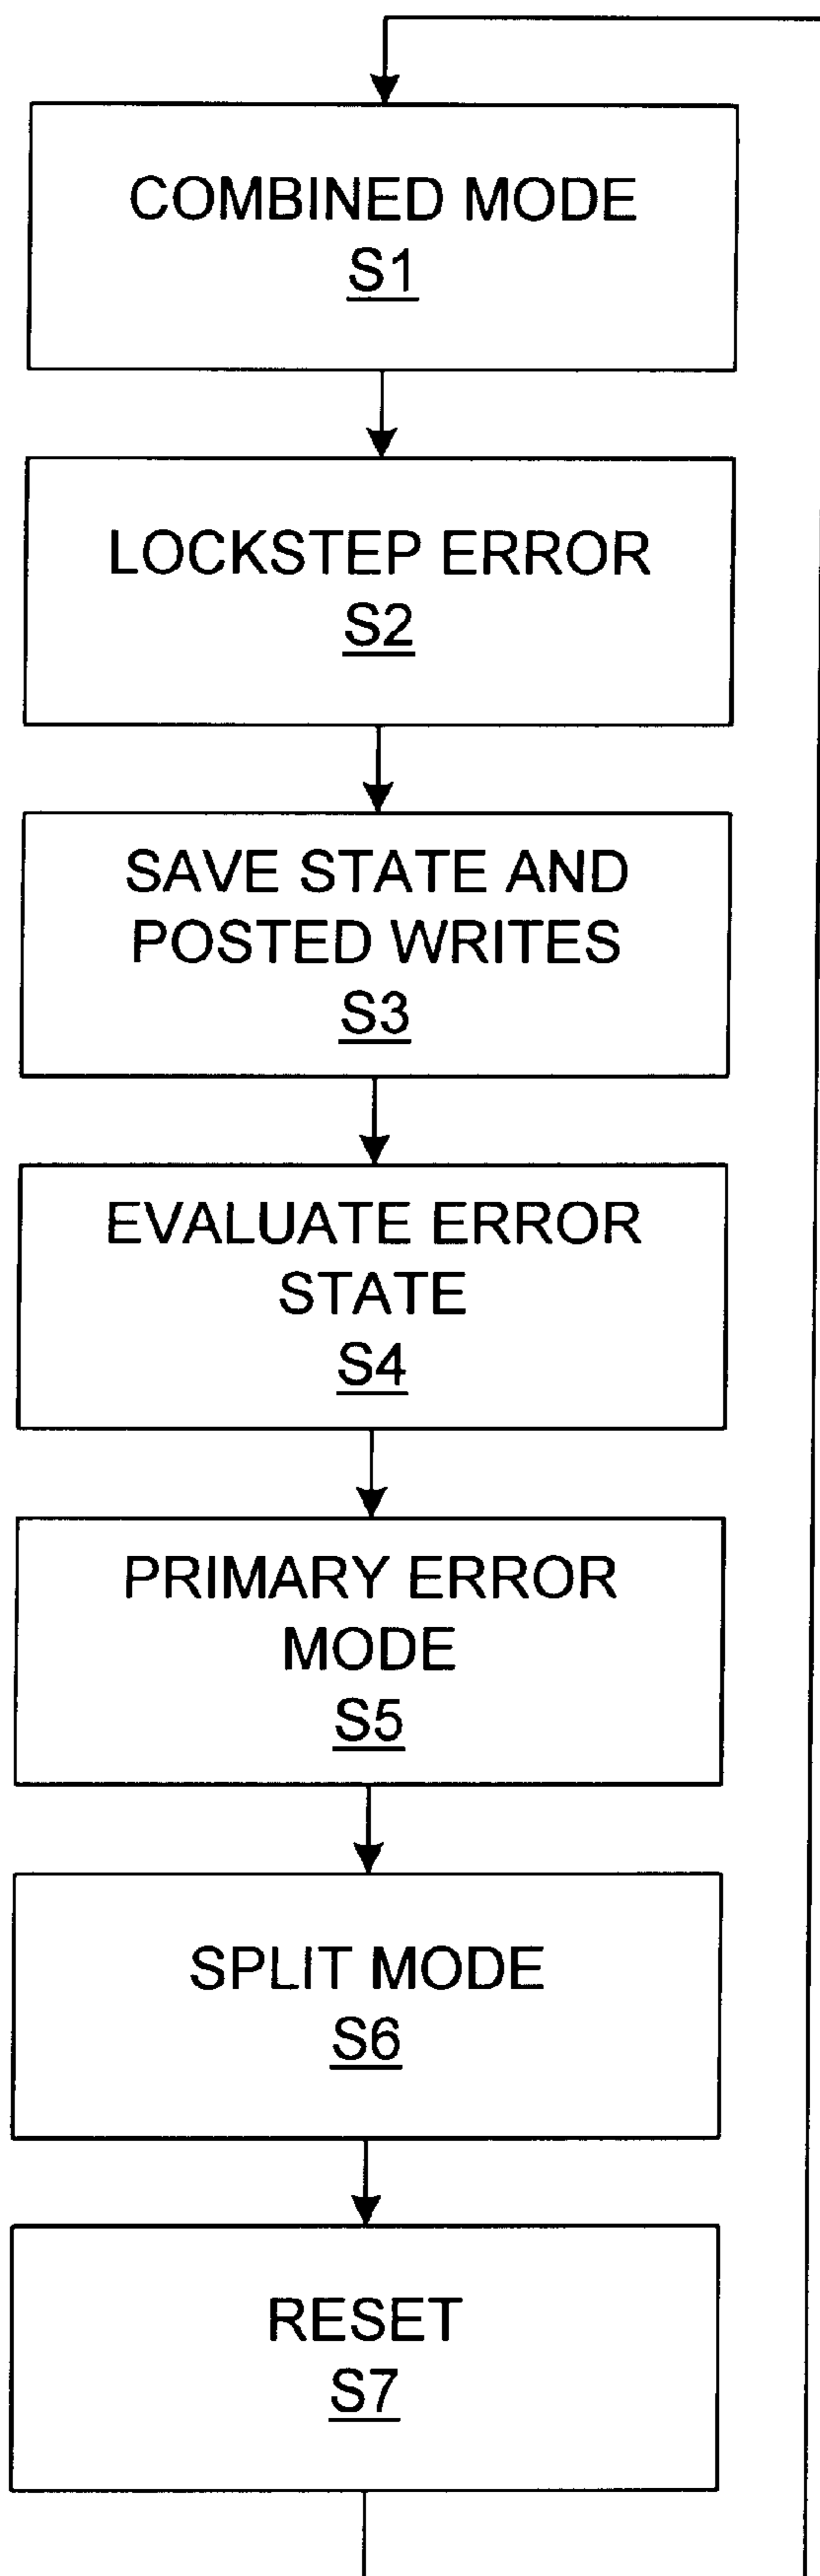 COMBINED MODE
S1
LOCKSTEP ERROR
S2
SAVE STATE AND
POSTED WRITES
S3
EVALUATE ERROR
STATE
S4
PRIMARY ERROR
MODE
S5
SPLIT MODE
S6
RESET
S7